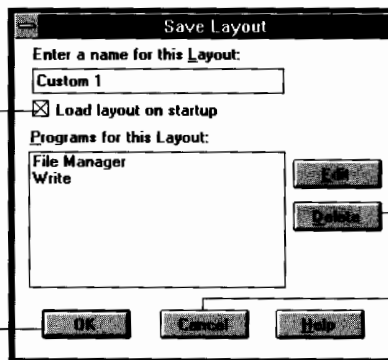 Save Layout
Enter a name for this Layout:
Custom 1
Load layout on startup
Programs for this Layout:
File Manager
Write
Edit
Delete
OK
Cancel
Help